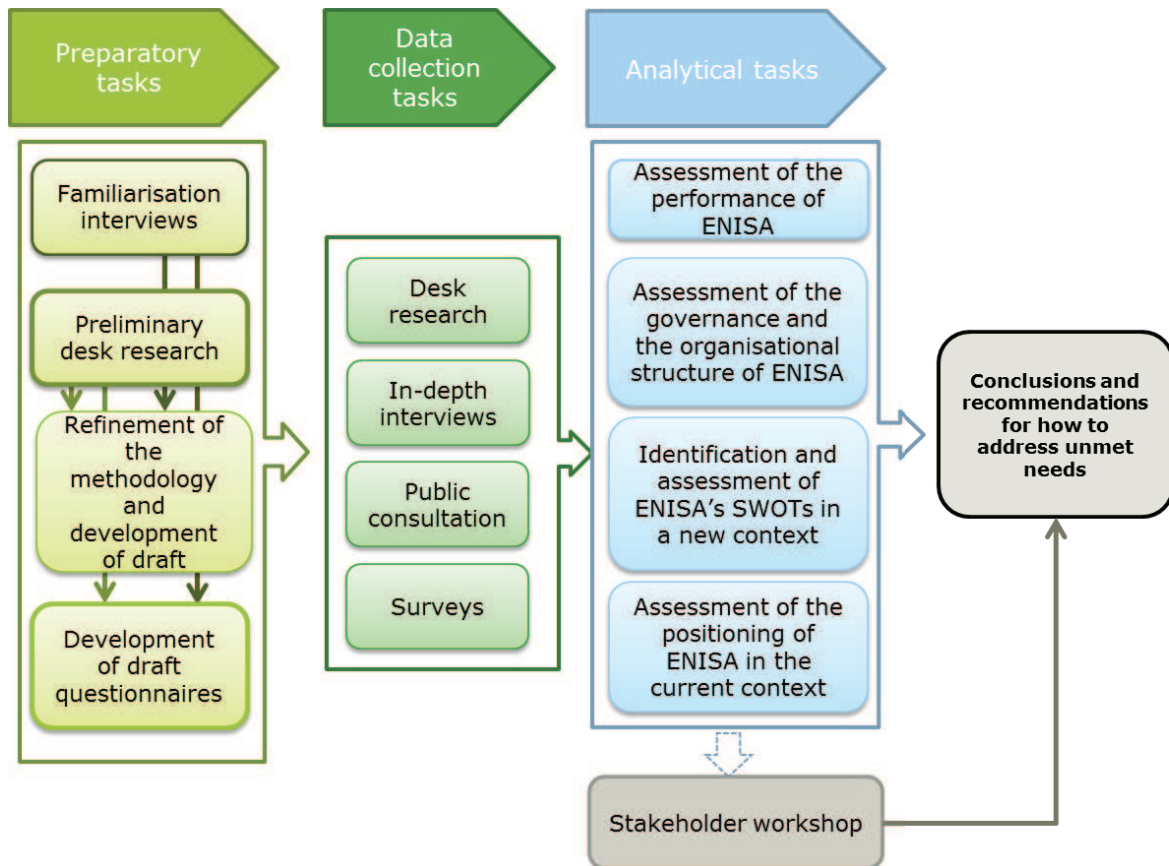 Preparatory
tasks
Data
collection
tasks
Analytical tasks
Familiarisation
interviews
Preliminary
desk research
Refinement of
the
methodology
and
development
of draft
Development
of draft
questionnaires
Desk
research
In-depth
interviews
Public
consultation
Surveys
Assessment of the
performance of
ENISA
Assessment of the
governance and
the organisational
structure of ENISA
Identification and
assessment of
ENISA's SWOTs in
a new context
Assessment of the
positioning of
ENISA in the
current context
Conclusions and
recommendations
for how to
address unmet
needs
Stakeholder workshop